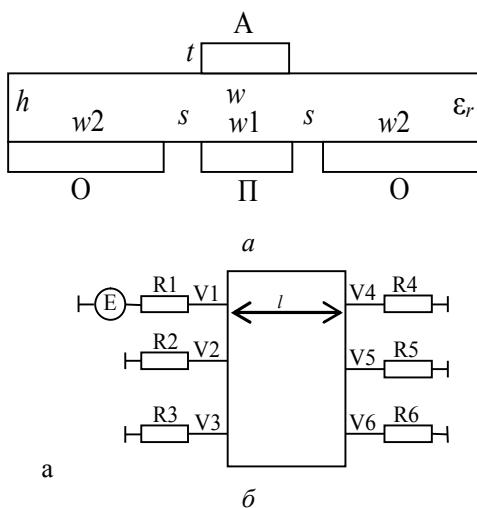 А
t
h w εr
w2 s w1 s w2
О П О
а
E R1 V1 l V4 R4
R2 V2 V5 R5
R3 V3 V6 R6
а
б